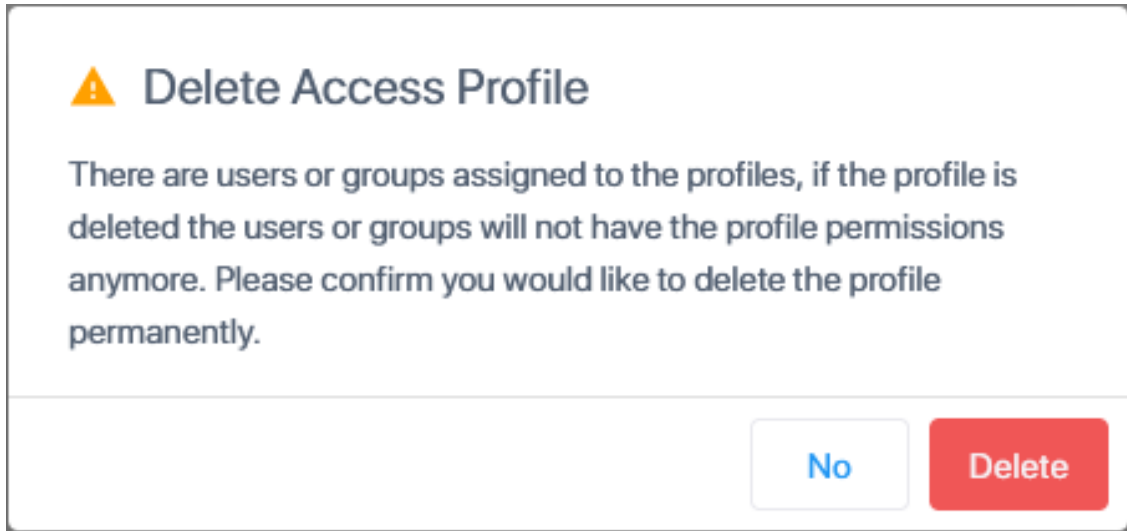 Delete Access Profile
There are users or groups assigned to the profiles, if the profile is
deleted the users or groups will not have the profile permissions
anymore. Please confirm you would like to delete the profile
permanently.
No
Delete